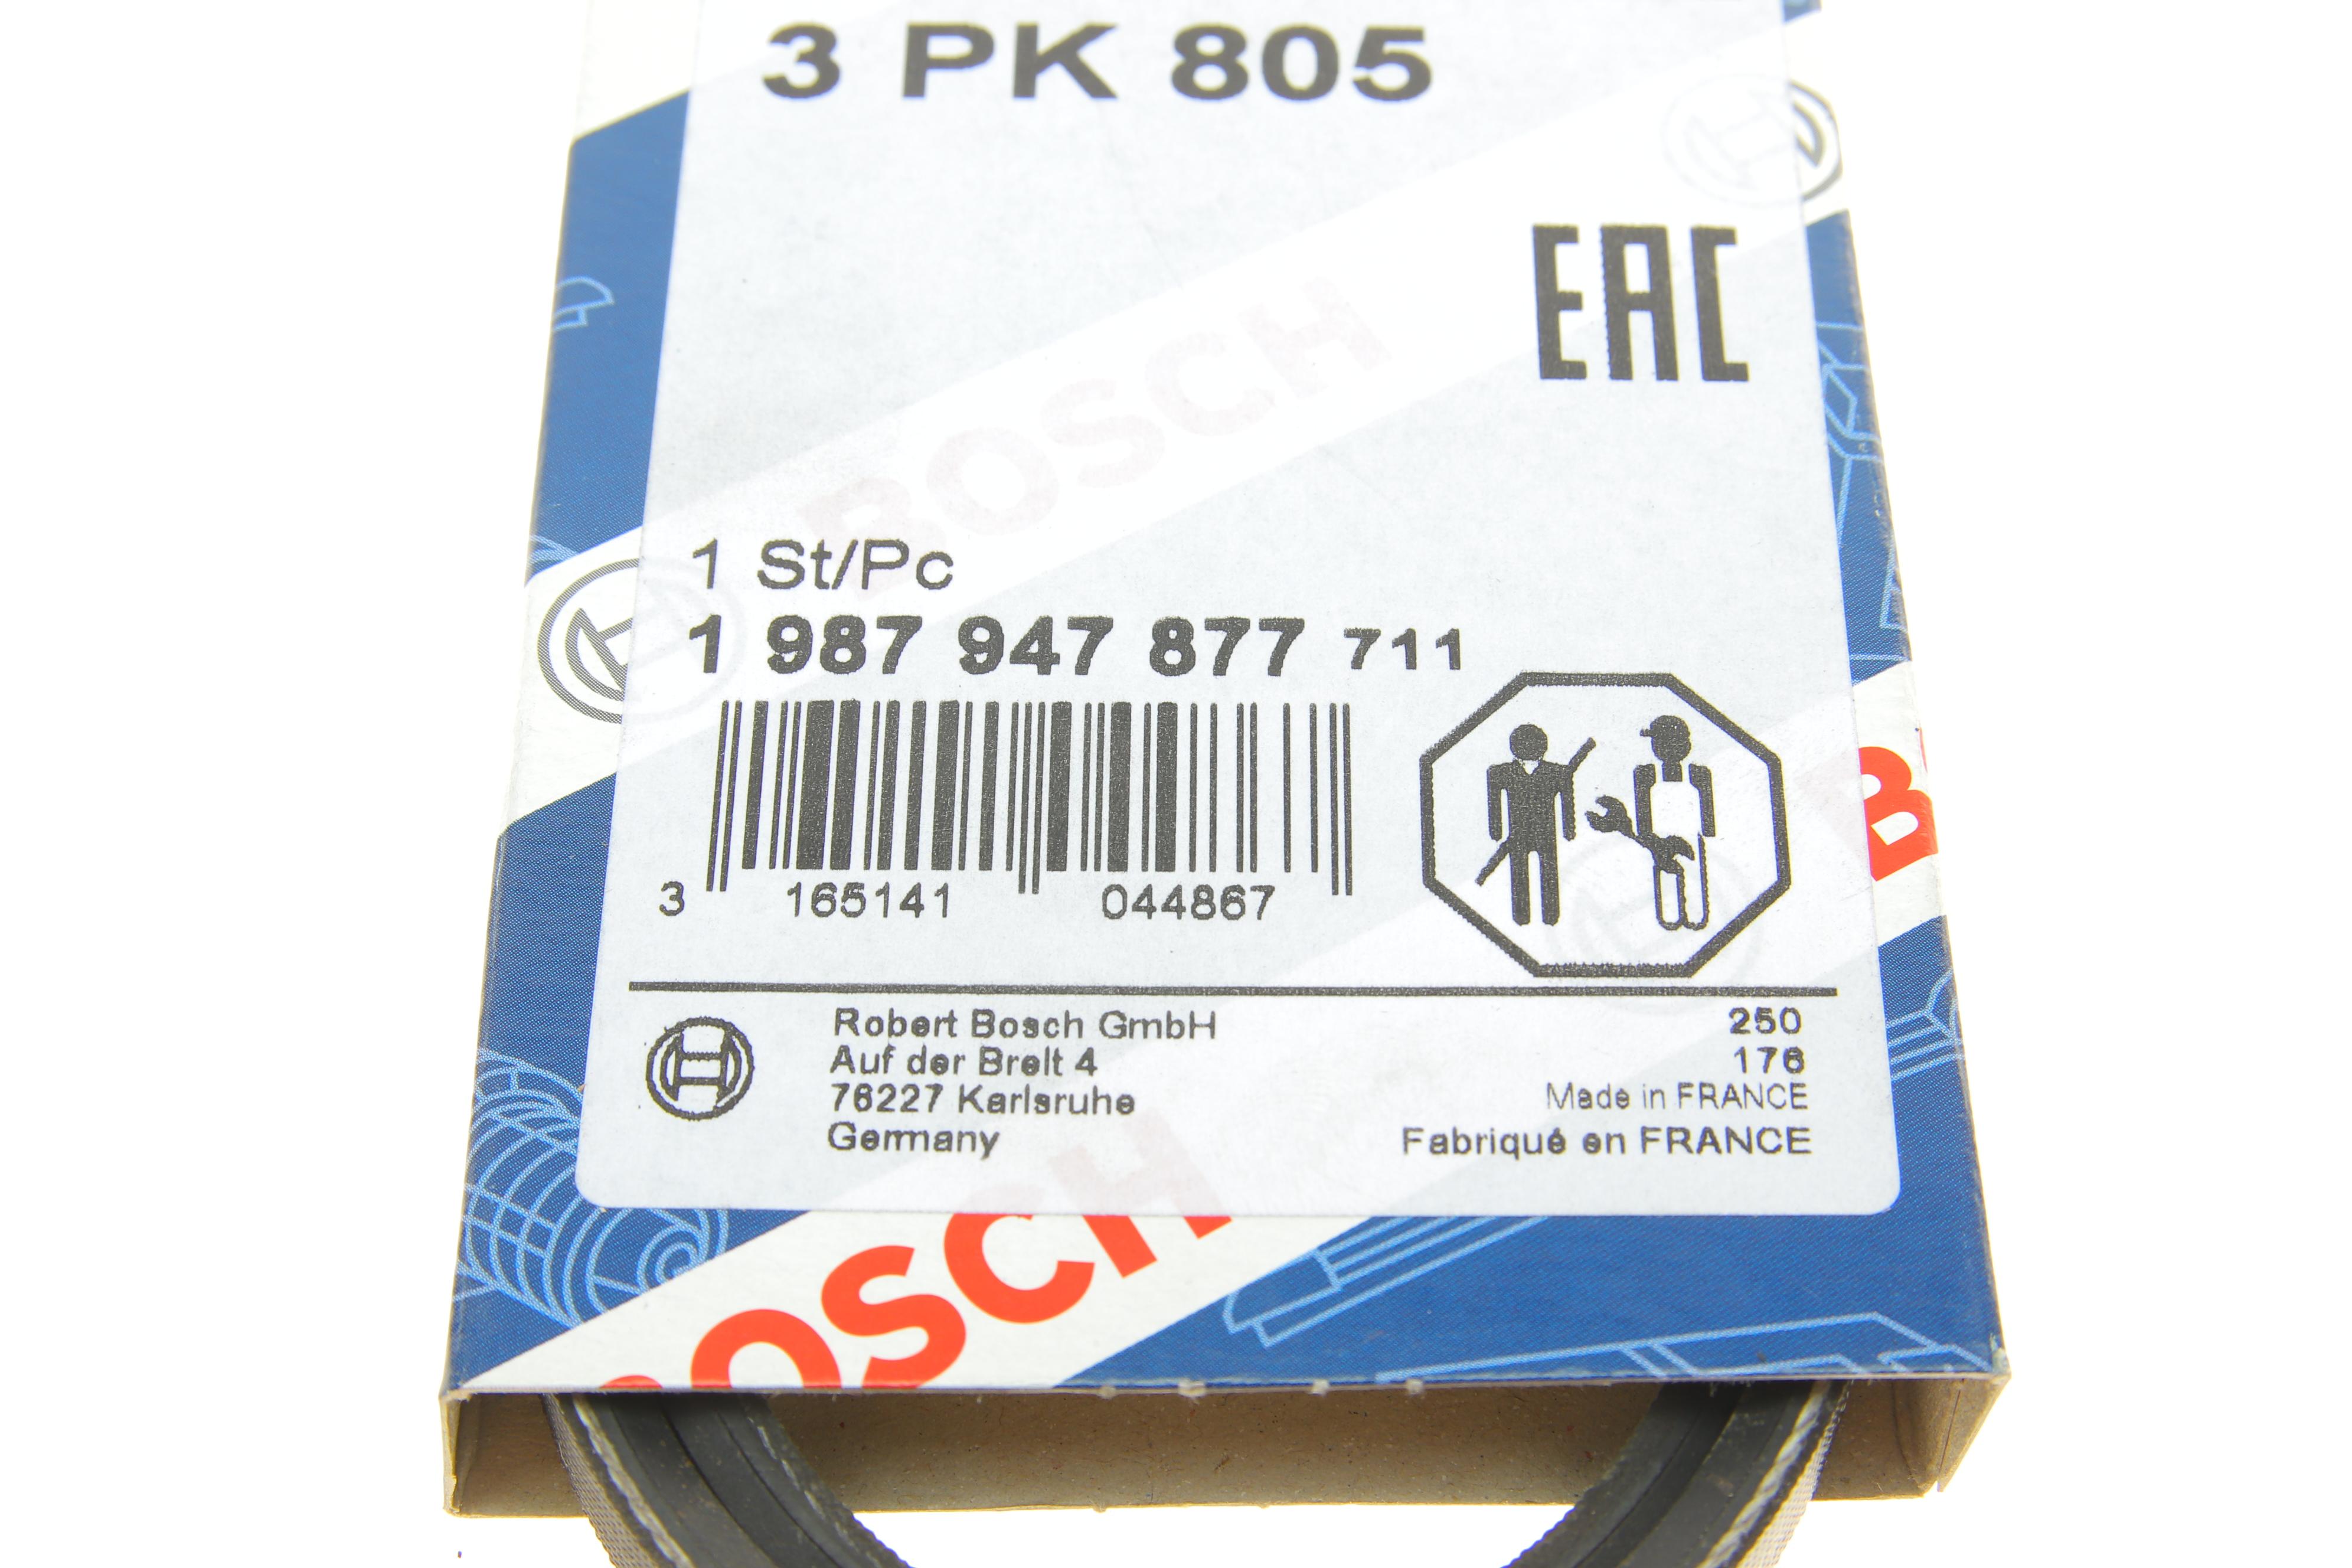 3 PK 805
EAC
BOSCH
1 St/Pc
1 987 947 877 711
3 165141 044867
Robert Bosch GmbH
Auf der Breit 4
76227 Karlsruhe
Germany
250
176
Made in FRANCE
Fabriqué en FRANCE
BOSCH